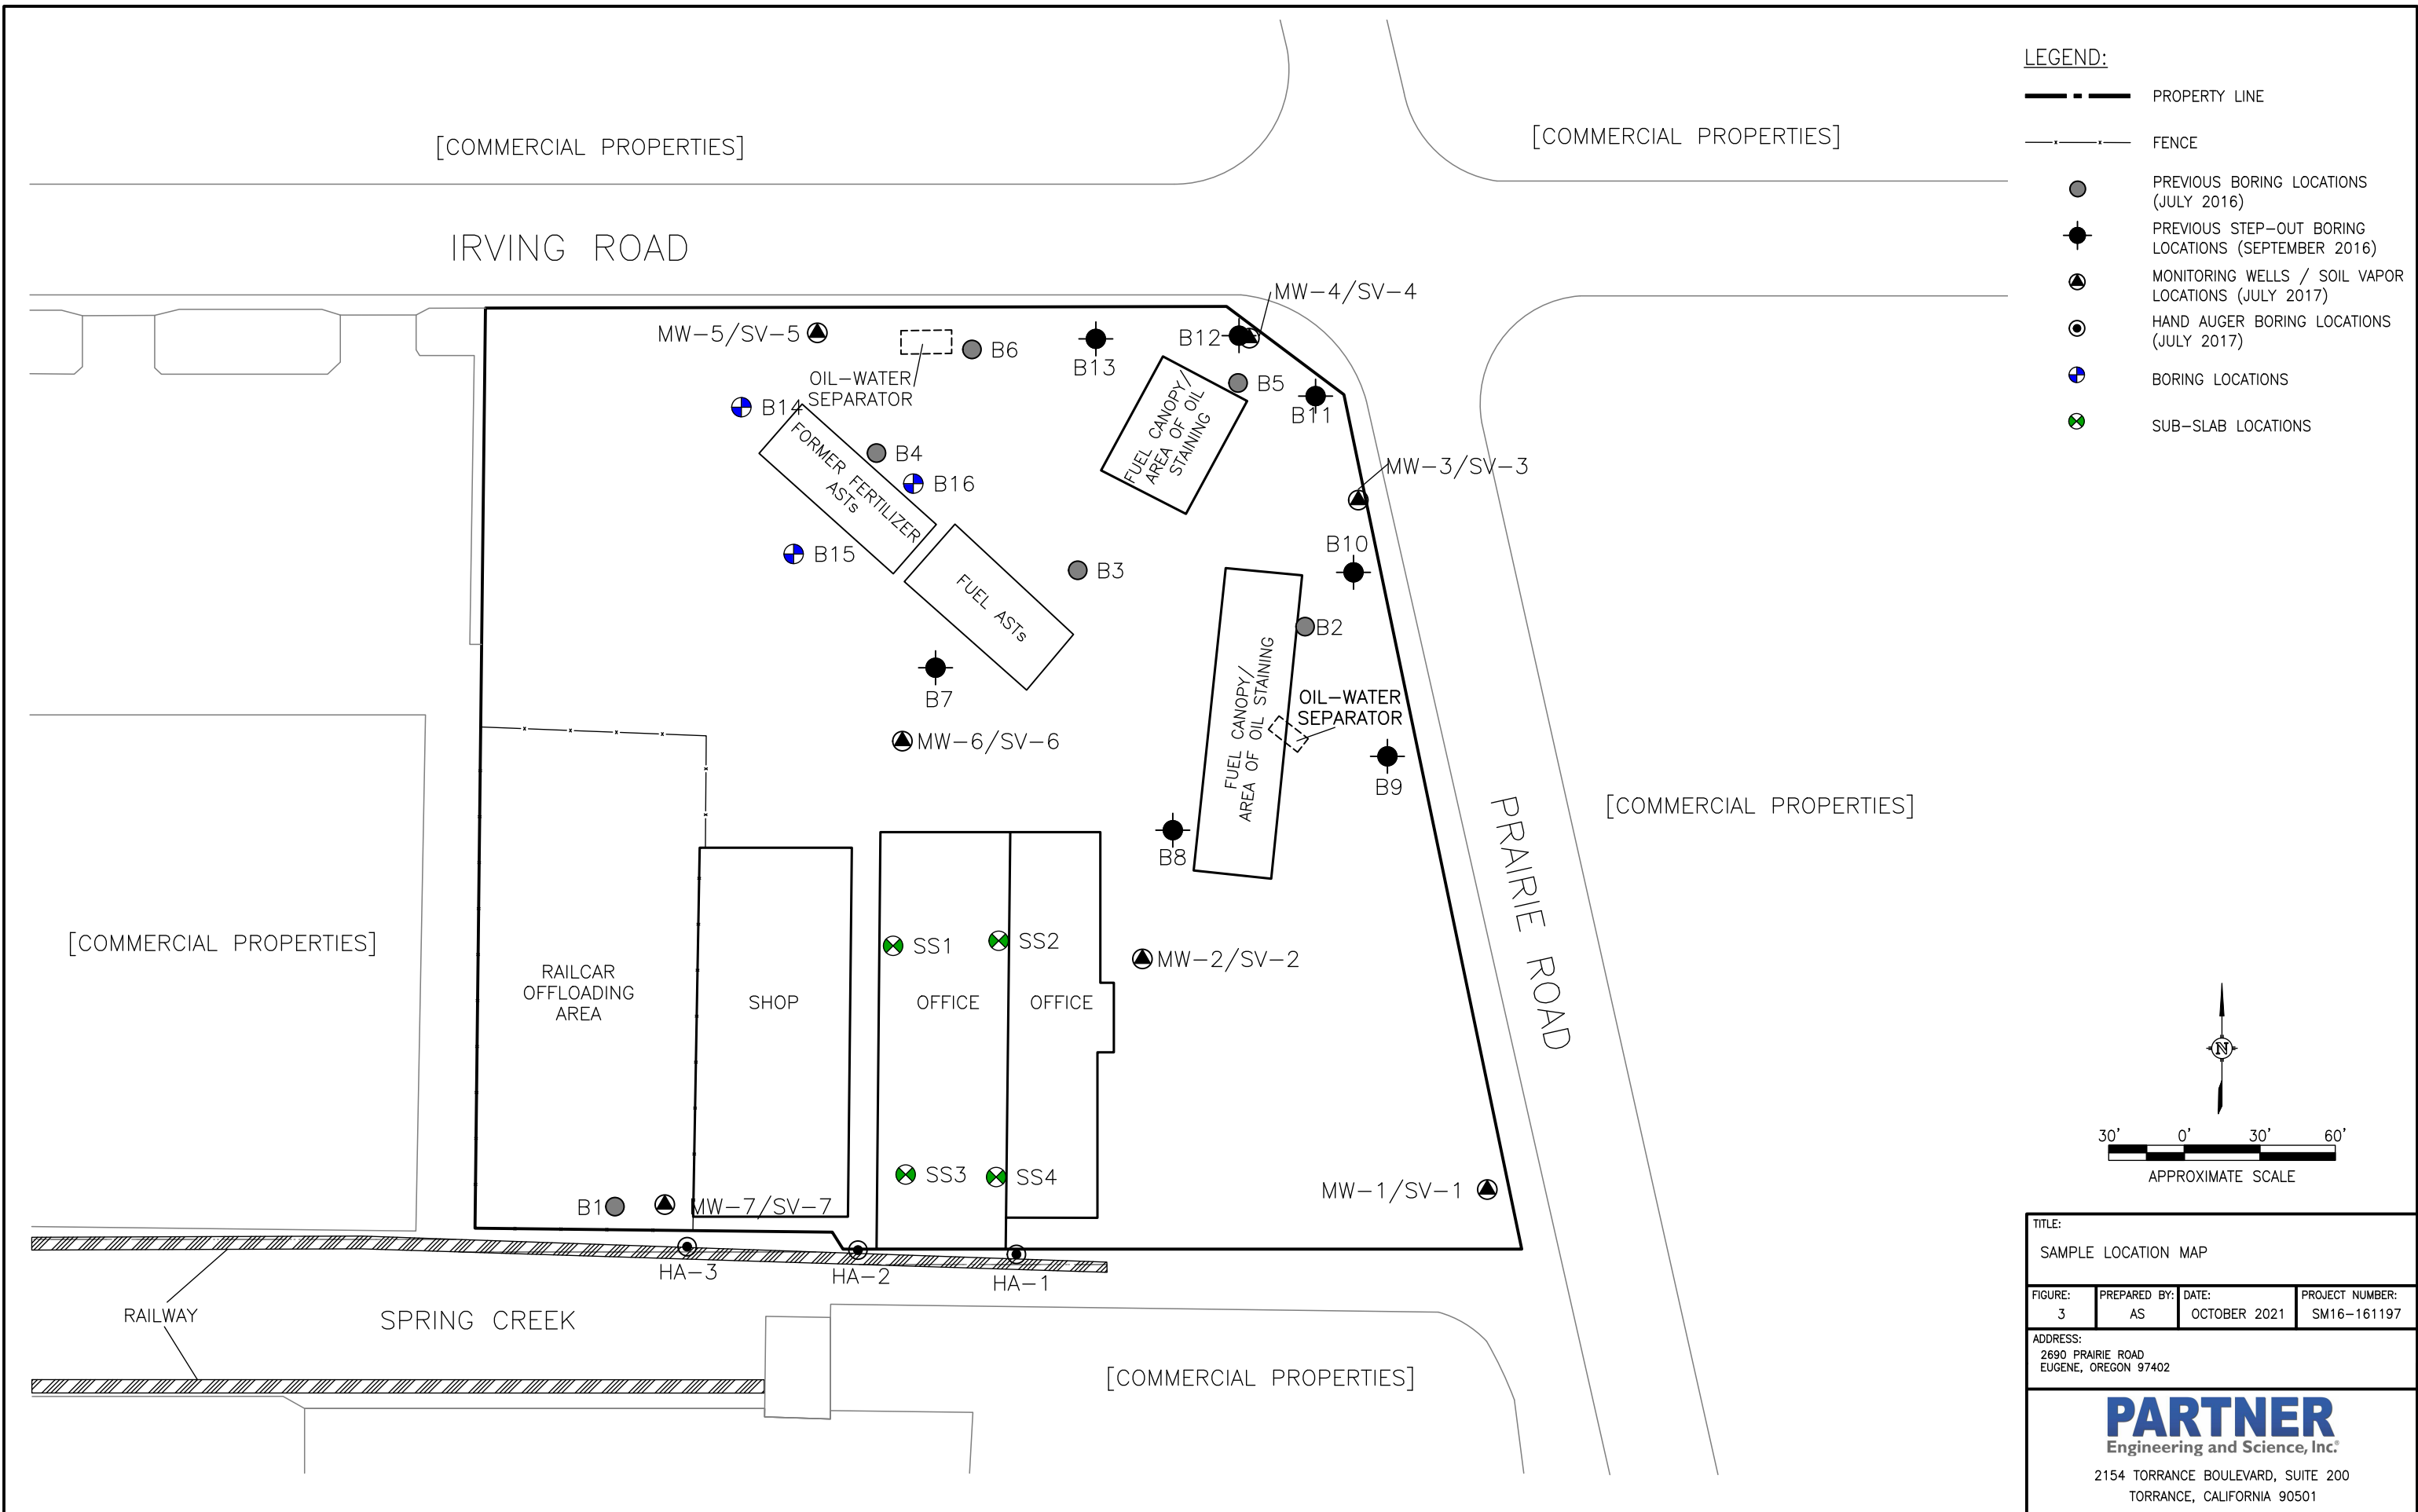 [COMMERCIAL PROPERTIES]
[COMMERCIAL PROPERTIES]
IRVING ROAD
MW-4/SV-4
MW-5/SV-5
B6
B13
B12
B5
B11
OIL-WATER
SEPARATOR
B14
FUEL CANOPY/
AREA OF OIL
STAINING
B4
B16
FORMER FERTILIZER
ASTs
MW-3/SV-3
B15
B10
B3
FUEL ASTs
B2
B7
FUEL CANOPY/
AREA OF OIL STAINING
OIL-WATER
SEPARATOR
MW-6/SV-6
B9
B8
PRAIRIE ROAD
[COMMERCIAL PROPERTIES]
[COMMERCIAL PROPERTIES]
SS1
SS2
MW-2/SV-2
RAILCAR
OFFLOADING
AREA
SHOP
OFFICE
OFFICE
SS3
SS4
B1
MW-7/SV-7
MW-1/SV-1
HA-3
HA-2
HA-1
RAILWAY
SPRING CREEK
[COMMERCIAL PROPERTIES]
LEGEND:
PROPERTY LINE
FENCE
PREVIOUS BORING LOCATIONS
(JULY 2016)
PREVIOUS STEP-OUT BORING
LOCATIONS (SEPTEMBER 2016)
MONITORING WELLS / SOIL VAPOR
LOCATIONS (JULY 2017)
HAND AUGER BORING LOCATIONS
(JULY 2017)
BORING LOCATIONS
SUB-SLAB LOCATIONS
N
30' 0' 30' 60'
APPROXIMATE SCALE
TITLE:
SAMPLE LOCATION MAP
FIGURE:
3
PREPARED BY:
AS
DATE:
OCTOBER 2021
PROJECT NUMBER:
SM16-161197
ADDRESS:
2690 PRAIRIE ROAD
EUGENE, OREGON 97402
PARTNER
Engineering and Science, Inc.®
2154 TORRANCE BOULEVARD, SUITE 200
TORRANCE, CALIFORNIA 90501